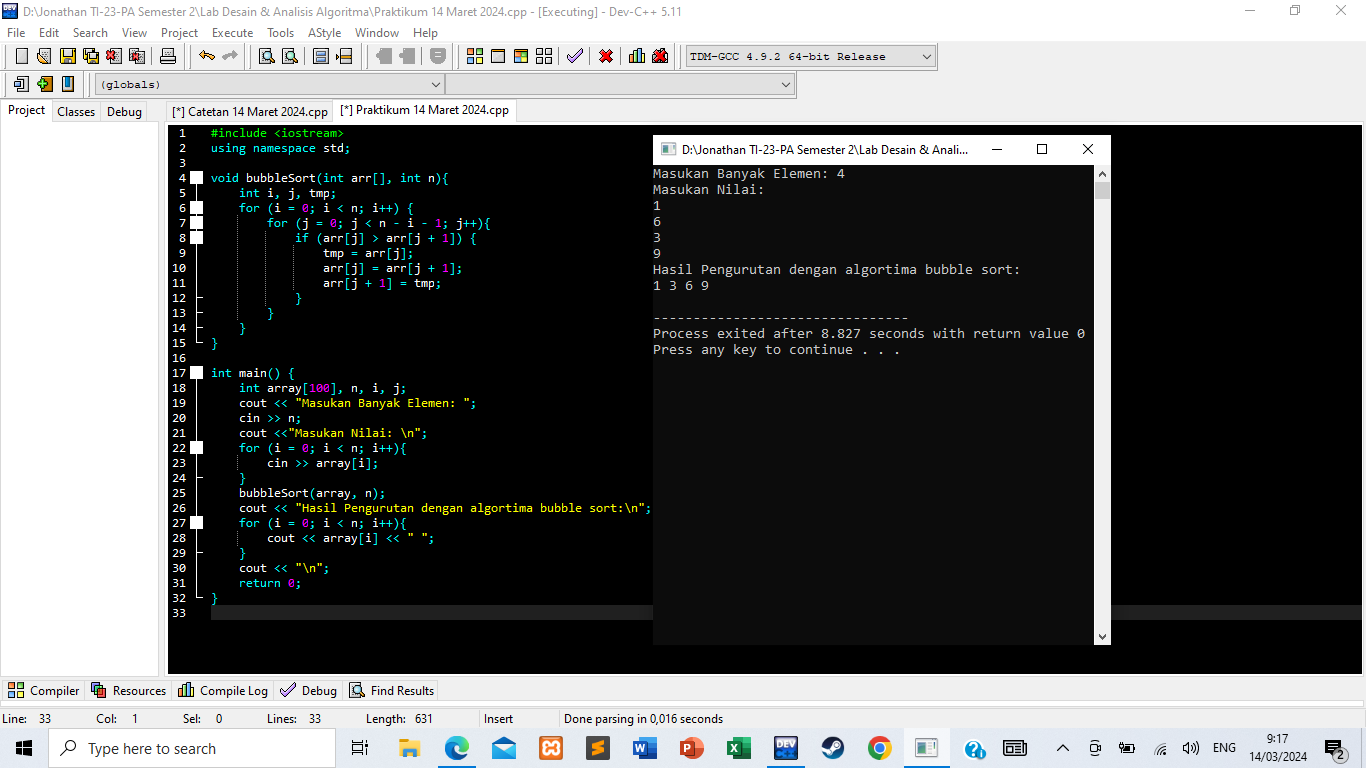 D:\Jonathan TI-23-PA Semester 2\Lab Desain & Analisis Algoritma\Praktikum 14 Maret 2024.cpp - [Executing] - Dev-C++ 5.11
File Edit Search View Project Execute Tools AStyle Window Help
TDM-GCC 4.9.2 64-bit Release
(globals)
Project Classes Debug
[*] Catetan 14 Maret 2024.cpp [*] Praktikum 14 Maret 2024.cpp
1 #include <iostream>
2 using namespace std;
3
4 void bubbleSort(int arr[], int n){
5 int i, j, tmp;
6 for (i = 0; i < n; i++) {
7 for (j = 0; j < n - i - 1; j++){
8 if (arr[j] > arr[j + 1]) {
9 tmp = arr[j];
10 arr[j] = arr[j + 1];
11 arr[j + 1] = tmp;
12 }
13 }
14 }
15 }
16
17 int main() {
18 int array[100], n, i, j;
19 cout << "Masukan Banyak Elemen: ";
20 cin >> n;
21 cout <<"Masukan Nilai: \n";
22 for (i = 0; i < n; i++){
23 cin >> array[i];
24 }
25 bubbleSort(array, n);
26 cout << "Hasil Pengurutan dengan algortima bubble sort:\n";
27 for (i = 0; i < n; i++){
28 cout << array[i] << " ";
29 }
30 cout << "\n";
31 return 0;
32 }
33
D:\Jonathan TI-23-PA Semester 2\Lab Desain & Anali...
Masukan Banyak Elemen: 4
Masukan Nilai:
1
6
3
9
Hasil Pengurutan dengan algortima bubble sort:
1 3 6 9
--------------------------------
Process exited after 8.827 seconds with return value 0
Press any key to continue . . .
Compiler Resources Compile Log Debug Find Results
Line: 33 Col: 1 Sel: 0 Lines: 33 Length: 631 Insert Done parsing in 0,016 seconds
Type here to search
DEV
ENG
9:17
14/03/2024
2